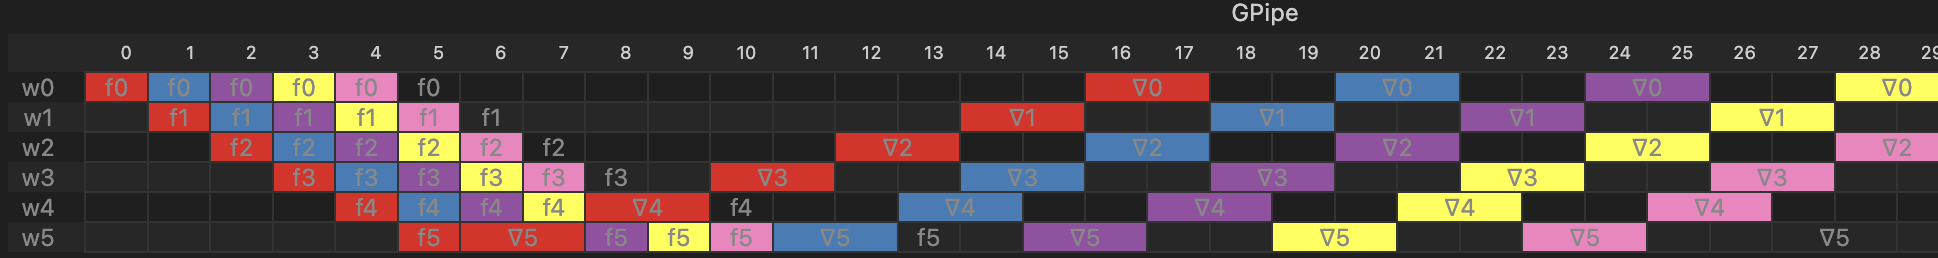 GPipe
0 1 2 3 4 5 6 7 8 9 10 11 12 13 14 15 16 17 18 19 20 21 22 23 24 25 26 27 28 29
w0 f0 f0 f0 f0 f0 f0 ∇0 ∇0 ∇0 ∇0
w1 f1 f1 f1 f1 f1 f1 ∇1 ∇1 ∇1 ∇1
w2 f2 f2 f2 f2 f2 f2 ∇2 ∇2 ∇2 ∇2 ∇2
w3 f3 f3 f3 f3 f3 f3 ∇3 ∇3 ∇3 ∇3 ∇3
w4 f4 f4 f4 f4 ∇4 f4 ∇4 ∇4 ∇4 ∇4
w5 f5 ∇5 f5 f5 f5 ∇5 f5 ∇5 ∇5 ∇5 ∇5